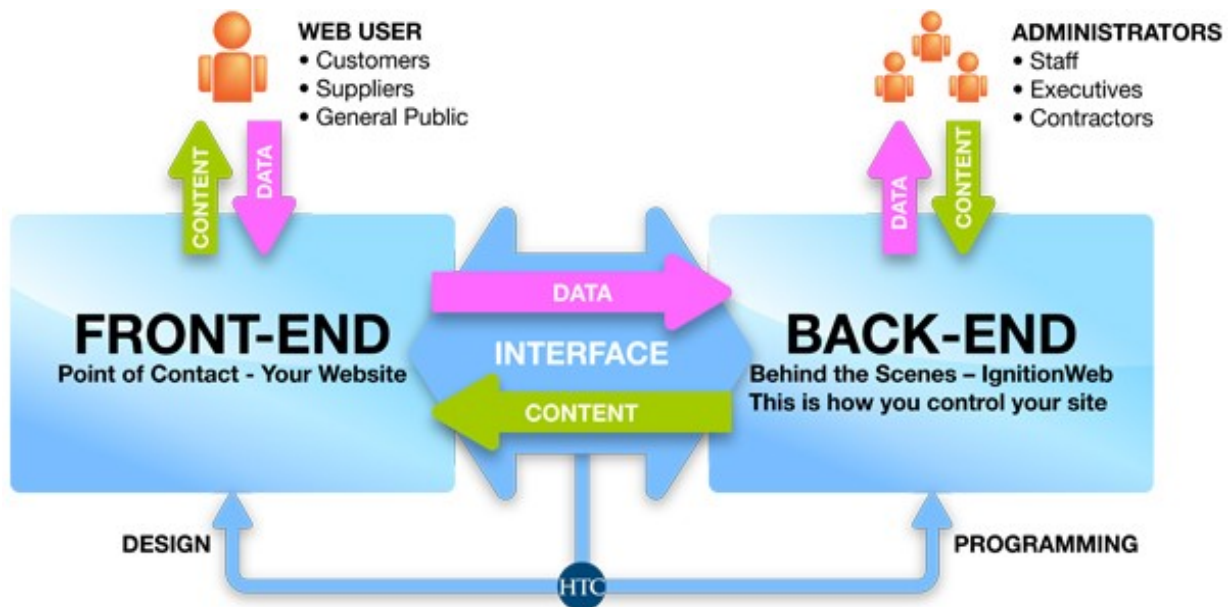 WEB USER
• Customers
• Suppliers
• General Public
ADMINISTRATORS
• Staff
• Executives
• Contractors
CONTENT
DATA
DATA
CONTENT
FRONT-END
Point of Contact - Your Website
DATA
INTERFACE
CONTENT
BACK-END
Behind the Scenes – IgnitionWeb
This is how you control your site
DESIGN
PROGRAMMING
HTC